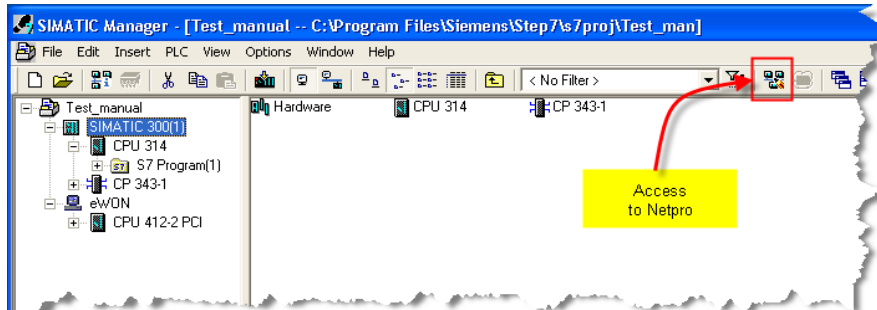 SIMATIC Manager - [Test_manual -- C:\Program Files\Siemens\Step7\s7proj\Test_man]
File Edit Insert PLC View Options Window Help
< No Filter >
Test_manual
SIMATIC 300(1)
CPU 314
S7 Program(1)
CP 343-1
eWON
CPU 412-2 PCI
Hardware CPU 314 CP 343-1
Access
to Netpro